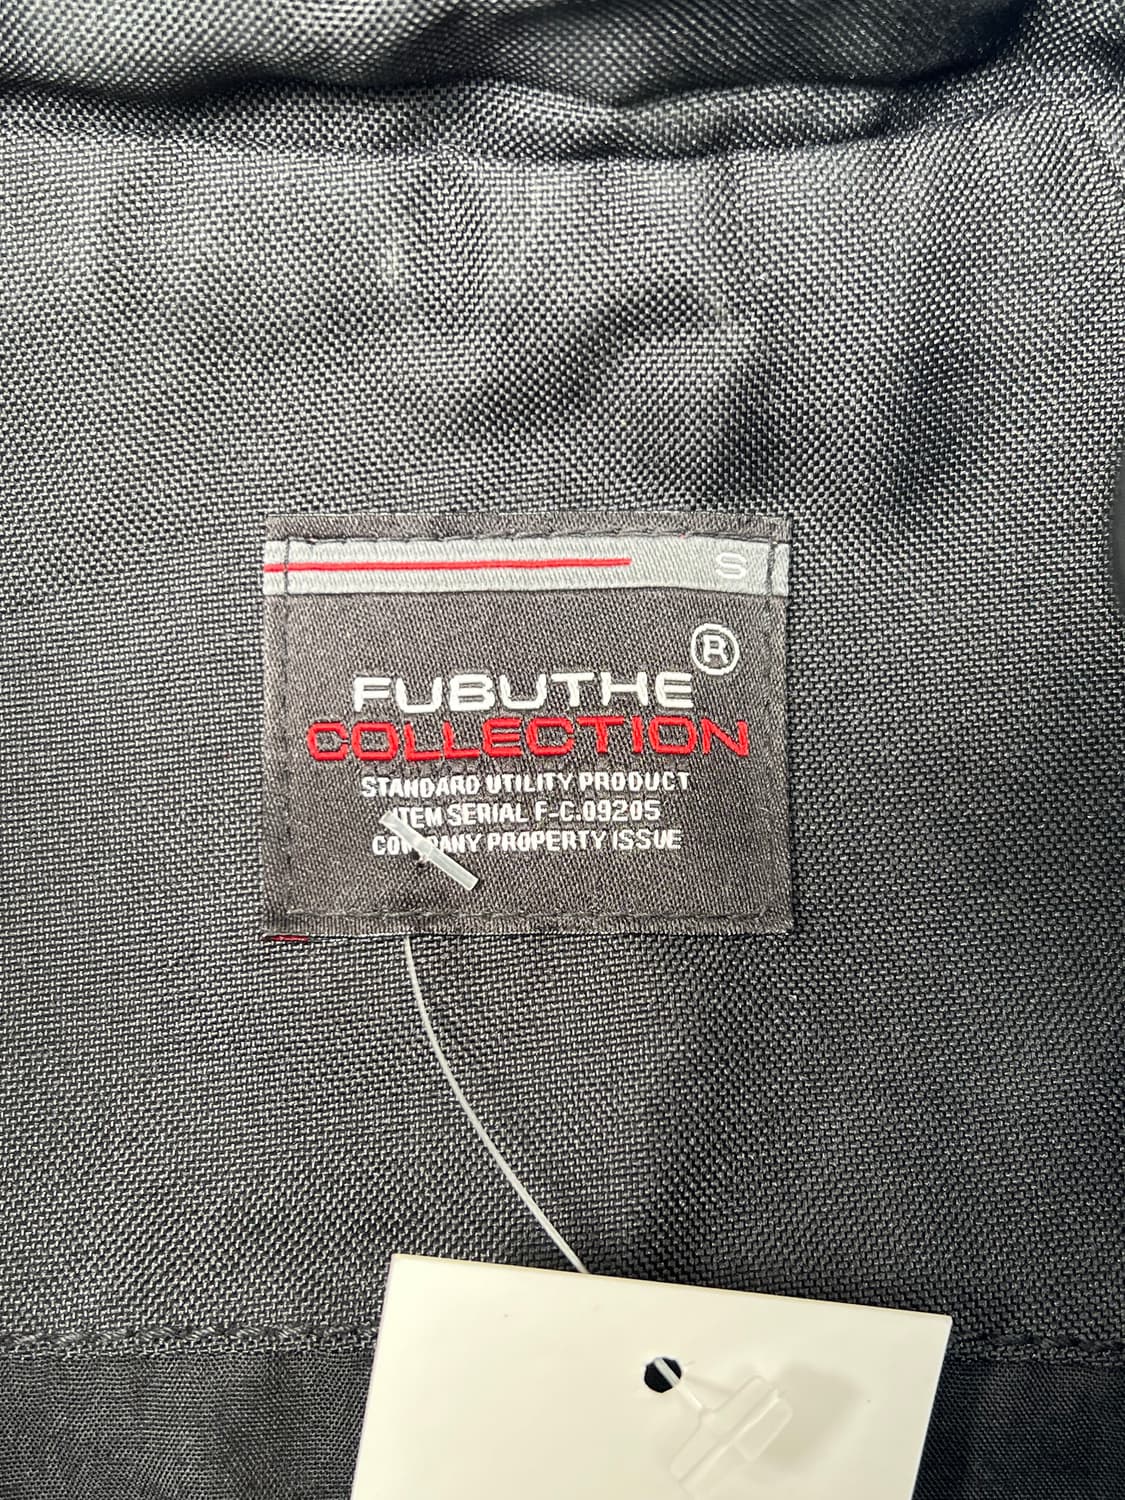 S
FUBUTHE®
COLLECTION
STANDARD UTILITY PRODUCT
ITEM SERIAL F-C.09205
COMPANY PROPERTY ISSUE